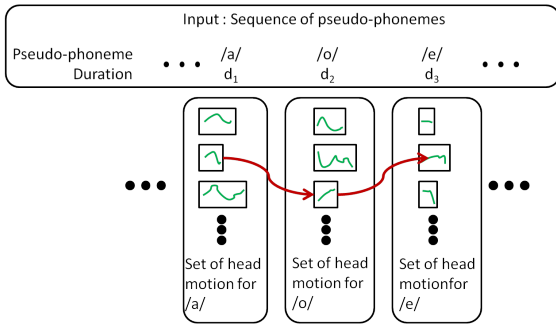 Input : Sequence of pseudo-phonemes
Pseudo-phoneme • • • /a/ /o/ /e/ • • •
Duration d1 d2 d3
Set of head motion for /a/
Set of head motion for /o/
Set of head motionfor /e/